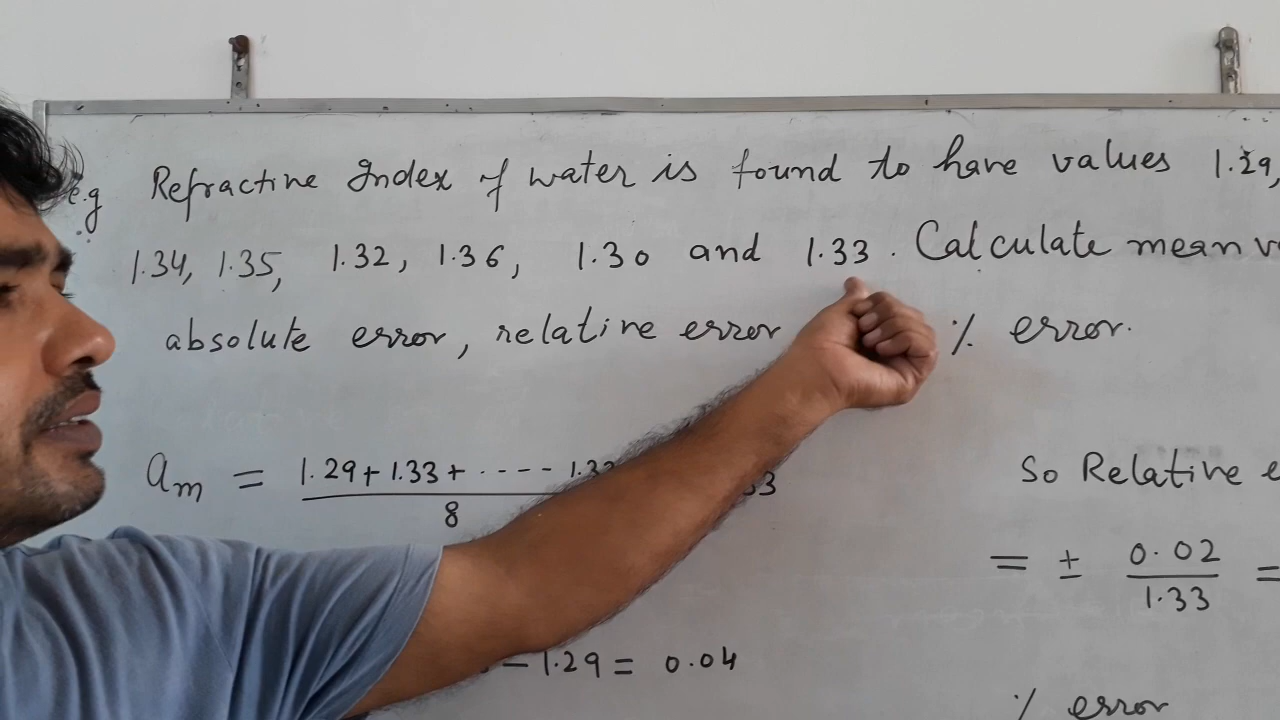 e.g Refractive Index of water is found to have values 1.29,
1.34, 1.35, 1.32, 1.36, 1.30 and 1.33. Calculate mean
absolute error, relative error % error.
am = 1.29+1.33+ ---- 1.33
8
So Relative
= ± 0.02 =
1.33
- 1.29 = 0.04
% error